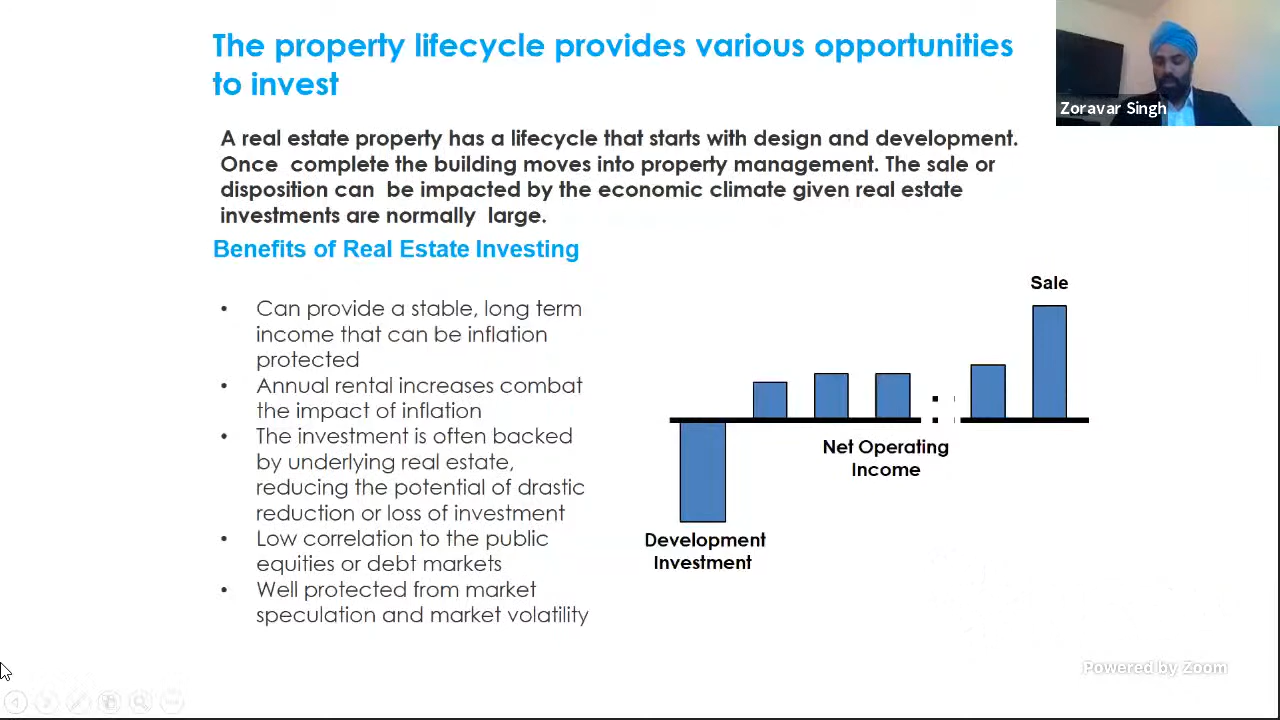 The property lifecycle provides various opportunities
to invest
Zoravar Singh
A real estate property has a lifecycle that starts with design and development.
Once complete the building moves into property management. The sale or
disposition can be impacted by the economic climate given real estate
investments are normally large.
Benefits of Real Estate Investing
• Can provide a stable, long term
income that can be inflation
protected
• Annual rental increases combat
the impact of inflation
• The investment is often backed
by underlying real estate,
reducing the potential of drastic
reduction or loss of investment
• Low correlation to the public
equities or debt markets
• Well protected from market
speculation and market volatility
Sale
Net Operating
Income
Development
Investment
Powered by Zoom